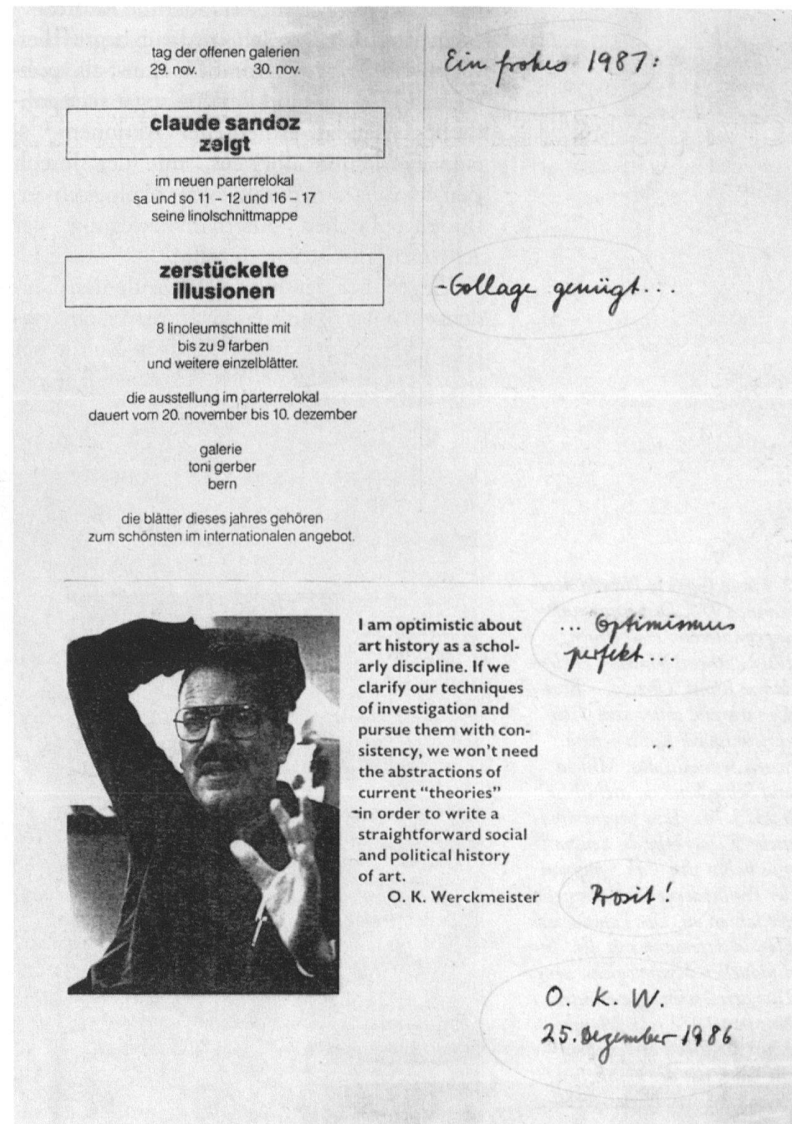 tag der offenen galerien
29. nov. 30. nov.
claude sandoz
zeigt
im neuen parterrelokal
sa und so 11 – 12 und 16 – 17
seine linolschnittmappe
zerstückelte
illusionen
8 linoleumschnitte mit
bis zu 9 farben
und weitere einzelblätter.
die ausstellung im parterrelokal
dauert vom 20. november bis 10. dezember
galerie
toni gerber
bern
die blätter dieses jahres gehören
zum schönsten im internationalen angebot.
Ein frohes 1987:
-Collage genügt...
I am optimistic about
art history as a schol-
arly discipline. If we
clarify our techniques
of investigation and
pursue them with con-
sistency, we won't need
the abstractions of
current "theories"
in order to write a
straightforward social
and political history
of art.
O. K. Werckmeister
... Optimismus
perfekt...
Prosit!
O. K. W.
25. Dezember 1986